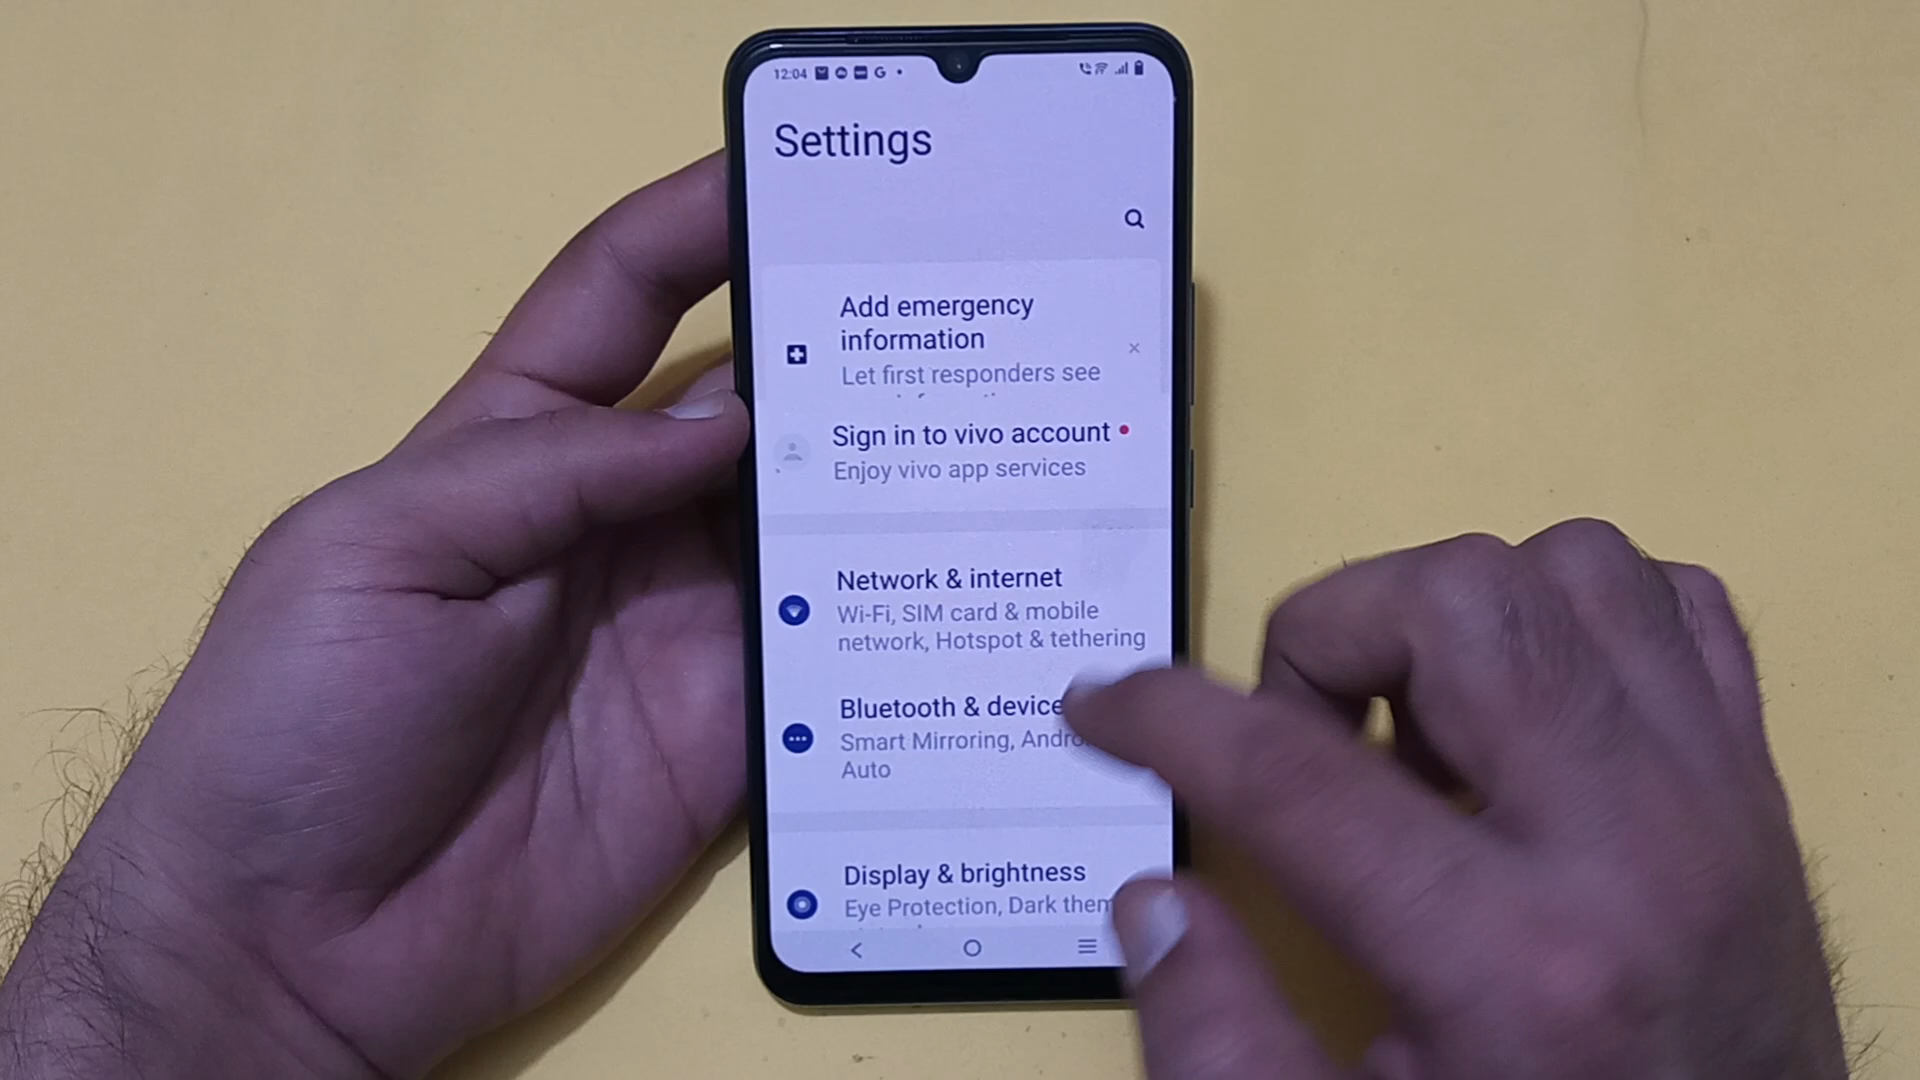 12:04 G
Settings
Add emergency
information
Let first responders see
Sign in to vivo account
Enjoy vivo app services
Network & internet
Wi-Fi, SIM card & mobile
network, Hotspot & tethering
Bluetooth & device
Smart Mirroring, Andro
Auto
Display & brightness
Eye Protection, Dark them